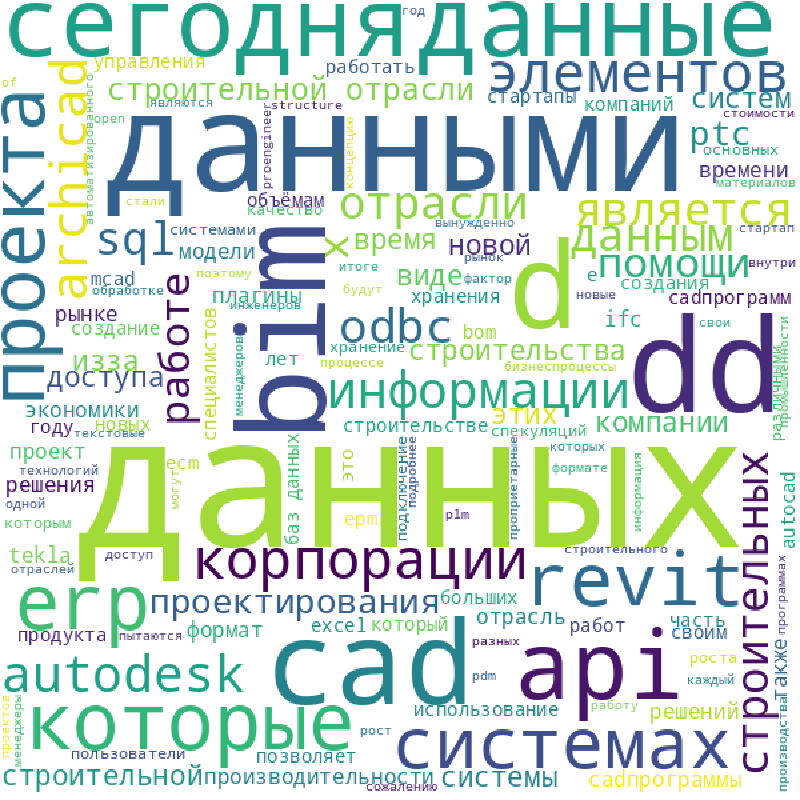 год
сегодня
данные
управления
работать
элементов
of
строительной отрасли
стартапы
компаний
систем
являются
structure
стоимости
open
данными
ptc
основных
проекта
archicad
автоматизированного
proengineer
концепцию
времени
материалов
стали
объёмам
качество
отрасли
является
sql
системами
x
время
вынужденно
новой
данным
стартап
модели
виде
рынок
помощи
внутри
mcad
поэтому
итоге
фактор
e
создания
обработке
плагины
будут
хранения
новые
cadпрограмм
рынке
инженеров
bim
d
dd
odbc
bom
ifc
свои
создание
работе
хранение
строительства
изза
лет
процессе
бизнеспроцессы
доступа
специалистов
менеджеров
информации
различными
промышленности
экономики
этих
компании
году
новых
строительстве
спекуляций
текстовые
данных
проект
ecm
баз данных
это
подключение
подробнее
проприетарные
которых
технологий
могут
формате
информация
строительных
autocad
решения
одной
epm
plm
которым
tekla
доступ
корпорации
строительного
отраслей
revit
программах
erp
проектирования
больших
отрасль
часть
продукта
пытаются
формат
excel
который
работ
своим
разных
также
autodesk
cad
api
роста
pdm
каждый
проектов
менеджеры
которые
использование
работу
решений
производства
рост
системах
пользователи
позволяет
строительной
производительности
системы
cadпрограммы
сожалению